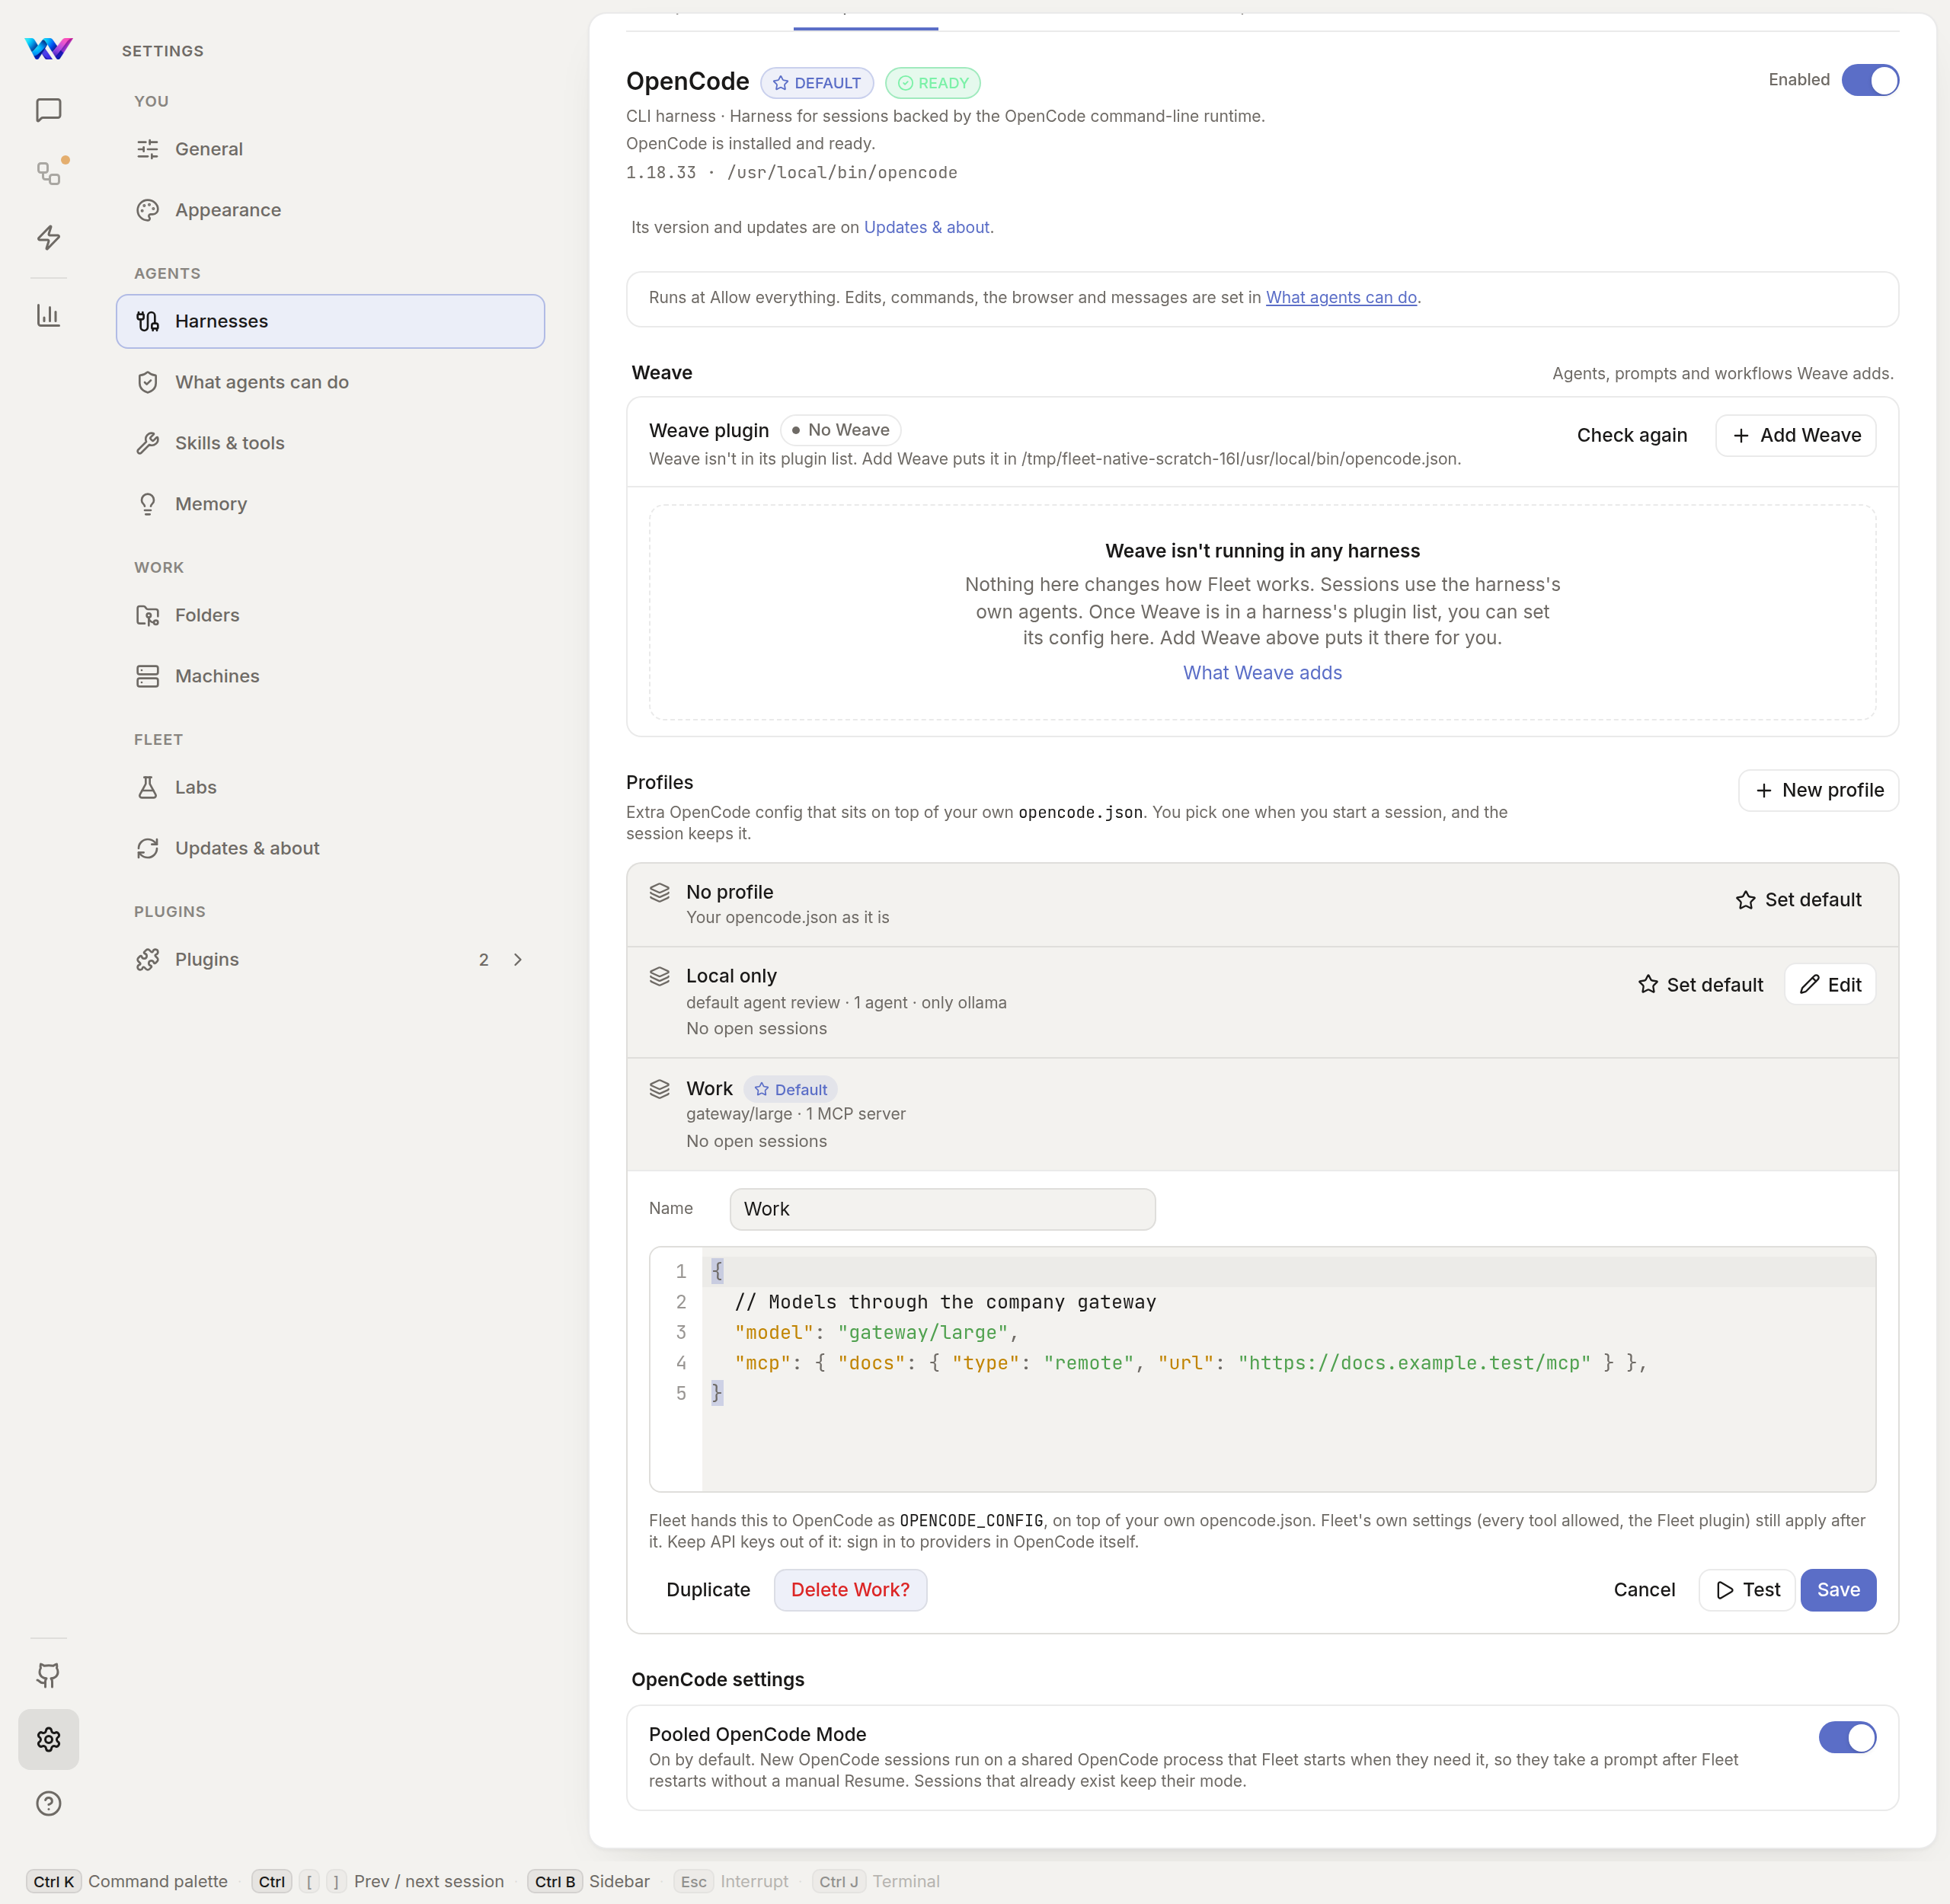 SETTINGS
YOU
General
Appearance
AGENTS
Harnesses
What agents can do
Skills & tools
Memory
WORK
Folders
Machines
FLEET
Labs
Updates & about
PLUGINS
Plugins 2
OpenCode DEFAULT READY Enabled
CLI harness · Harness for sessions backed by the OpenCode command-line runtime.
OpenCode is installed and ready.
1.18.33 · /usr/local/bin/opencode
Its version and updates are on Updates & about.
Runs at Allow everything. Edits, commands, the browser and messages are set in What agents can do.
Weave Agents, prompts and workflows Weave adds.
Weave plugin No Weave Check again Add Weave
Weave isn't in its plugin list. Add Weave puts it in /tmp/fleet-native-scratch-16l/usr/local/bin/opencode.json.
Weave isn't running in any harness
Nothing here changes how Fleet works. Sessions use the harness's
own agents. Once Weave is in a harness's plugin list, you can set
its config here. Add Weave above puts it there for you.
What Weave adds
Profiles New profile
Extra OpenCode config that sits on top of your own opencode.json. You pick one when you start a session, and the
session keeps it.
No profile Set default
Your opencode.json as it is
Local only Set default Edit
default agent review · 1 agent · only ollama
No open sessions
Work Default
gateway/large · 1 MCP server
No open sessions
Name Work
1 {
2 // Models through the company gateway
3 "model": "gateway/large",
4 "mcp": { "docs": { "type": "remote", "url": "https://docs.example.test/mcp" } },
5 }
Fleet hands this to OpenCode as OPENCODE_CONFIG, on top of your own opencode.json. Fleet's own settings (every tool allowed, the Fleet plugin) still apply after
it. Keep API keys out of it: sign in to providers in OpenCode itself.
Duplicate Delete Work? Cancel Test Save
OpenCode settings
Pooled OpenCode Mode
On by default. New OpenCode sessions run on a shared OpenCode process that Fleet starts when they need it, so they take a prompt after Fleet
restarts without a manual Resume. Sessions that already exist keep their mode.
Ctrl K Command palette Ctrl [ ] Prev / next session Ctrl B Sidebar Esc Interrupt Ctrl J Terminal